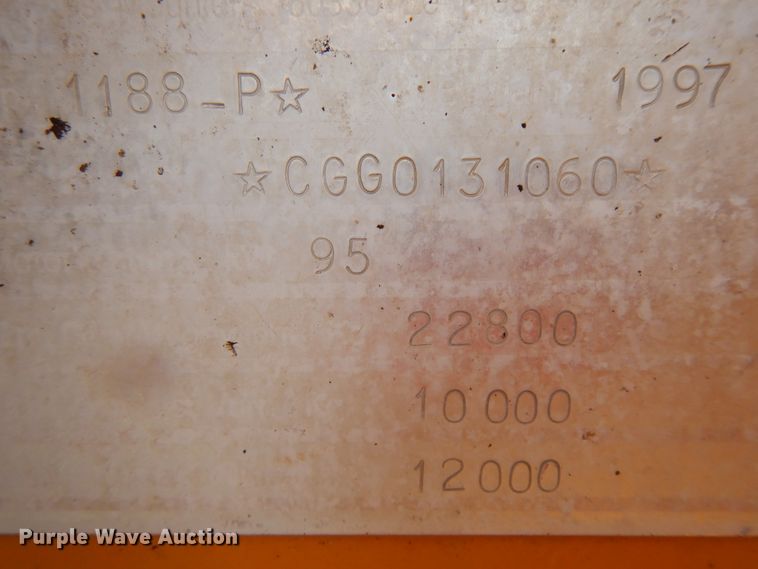 1188-P☆ 1997
☆CGG0131060☆
95
22800
10000
12000
Purple Wave Auction